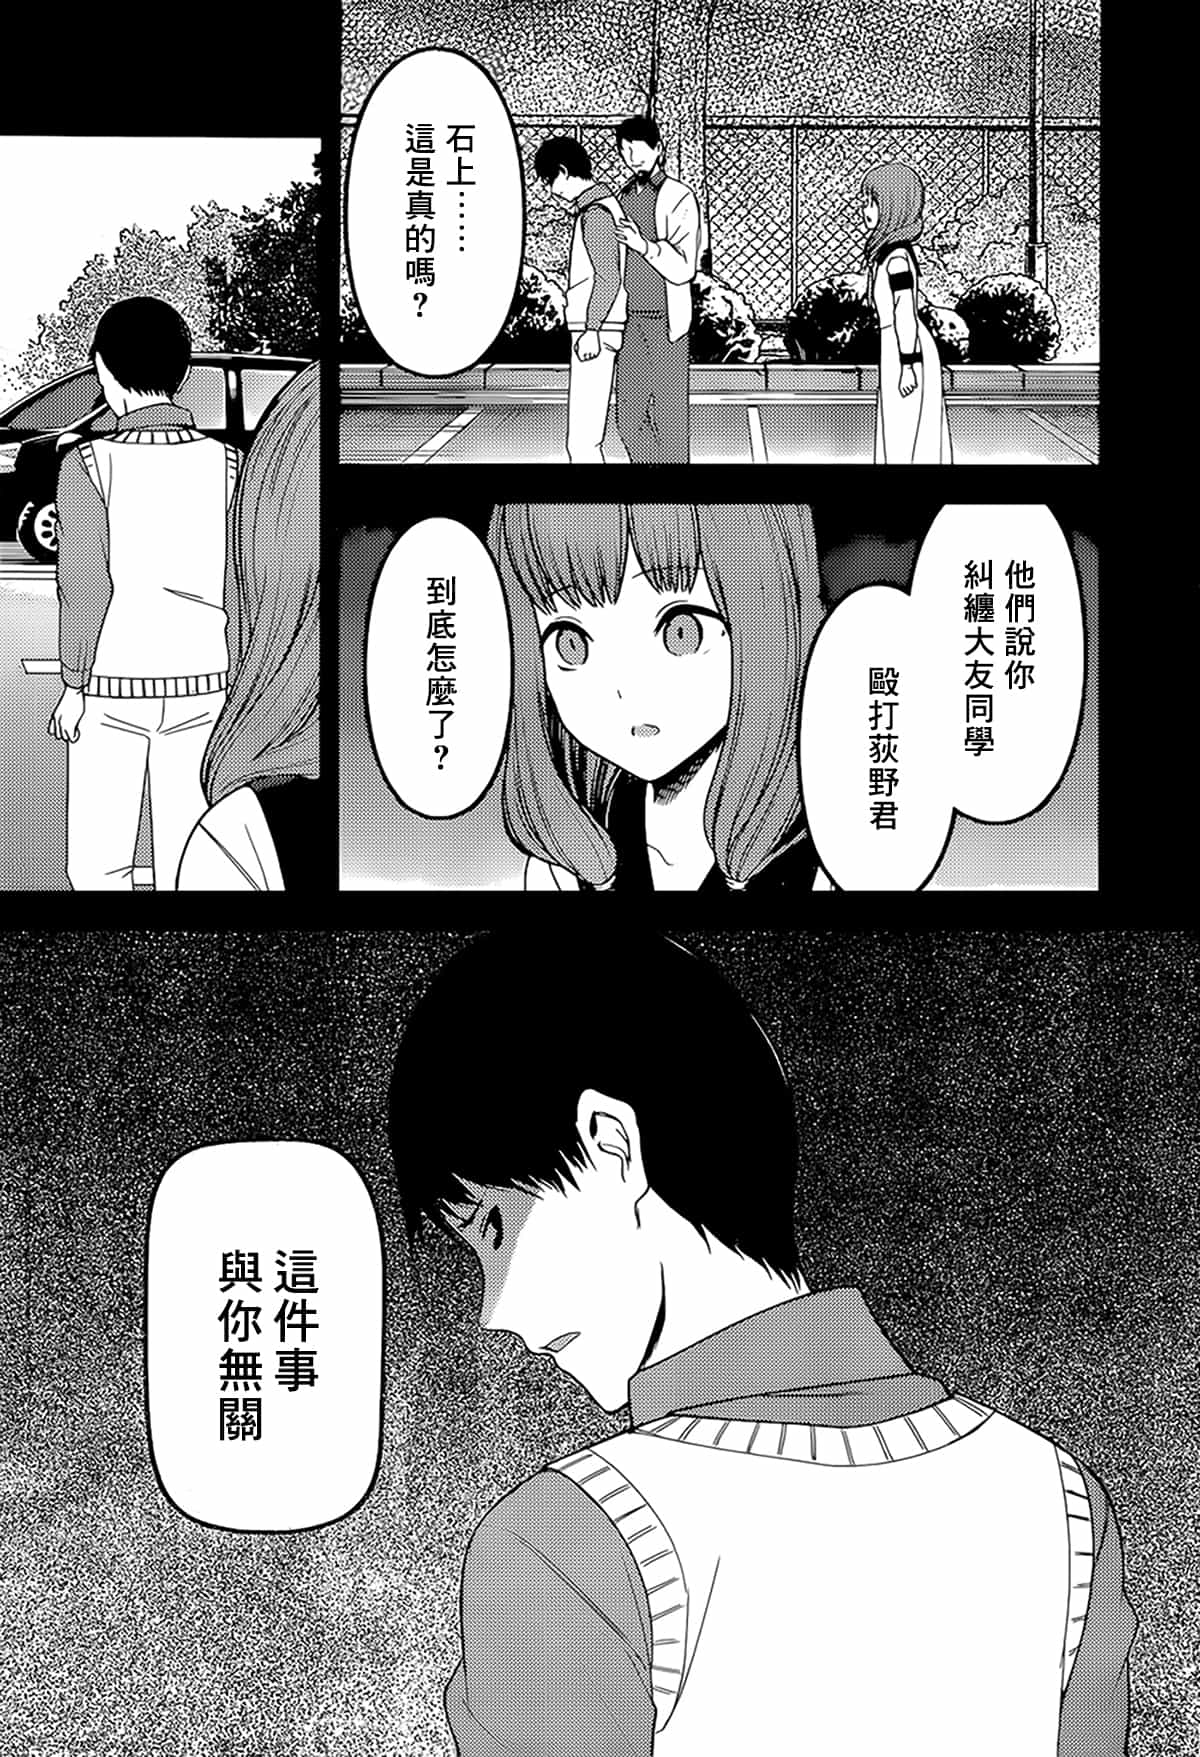 石上……
這是真的嗎?
他們說你
糾纏大友同學
毆打荻野君
到底怎麼了?
這件事
與你無關